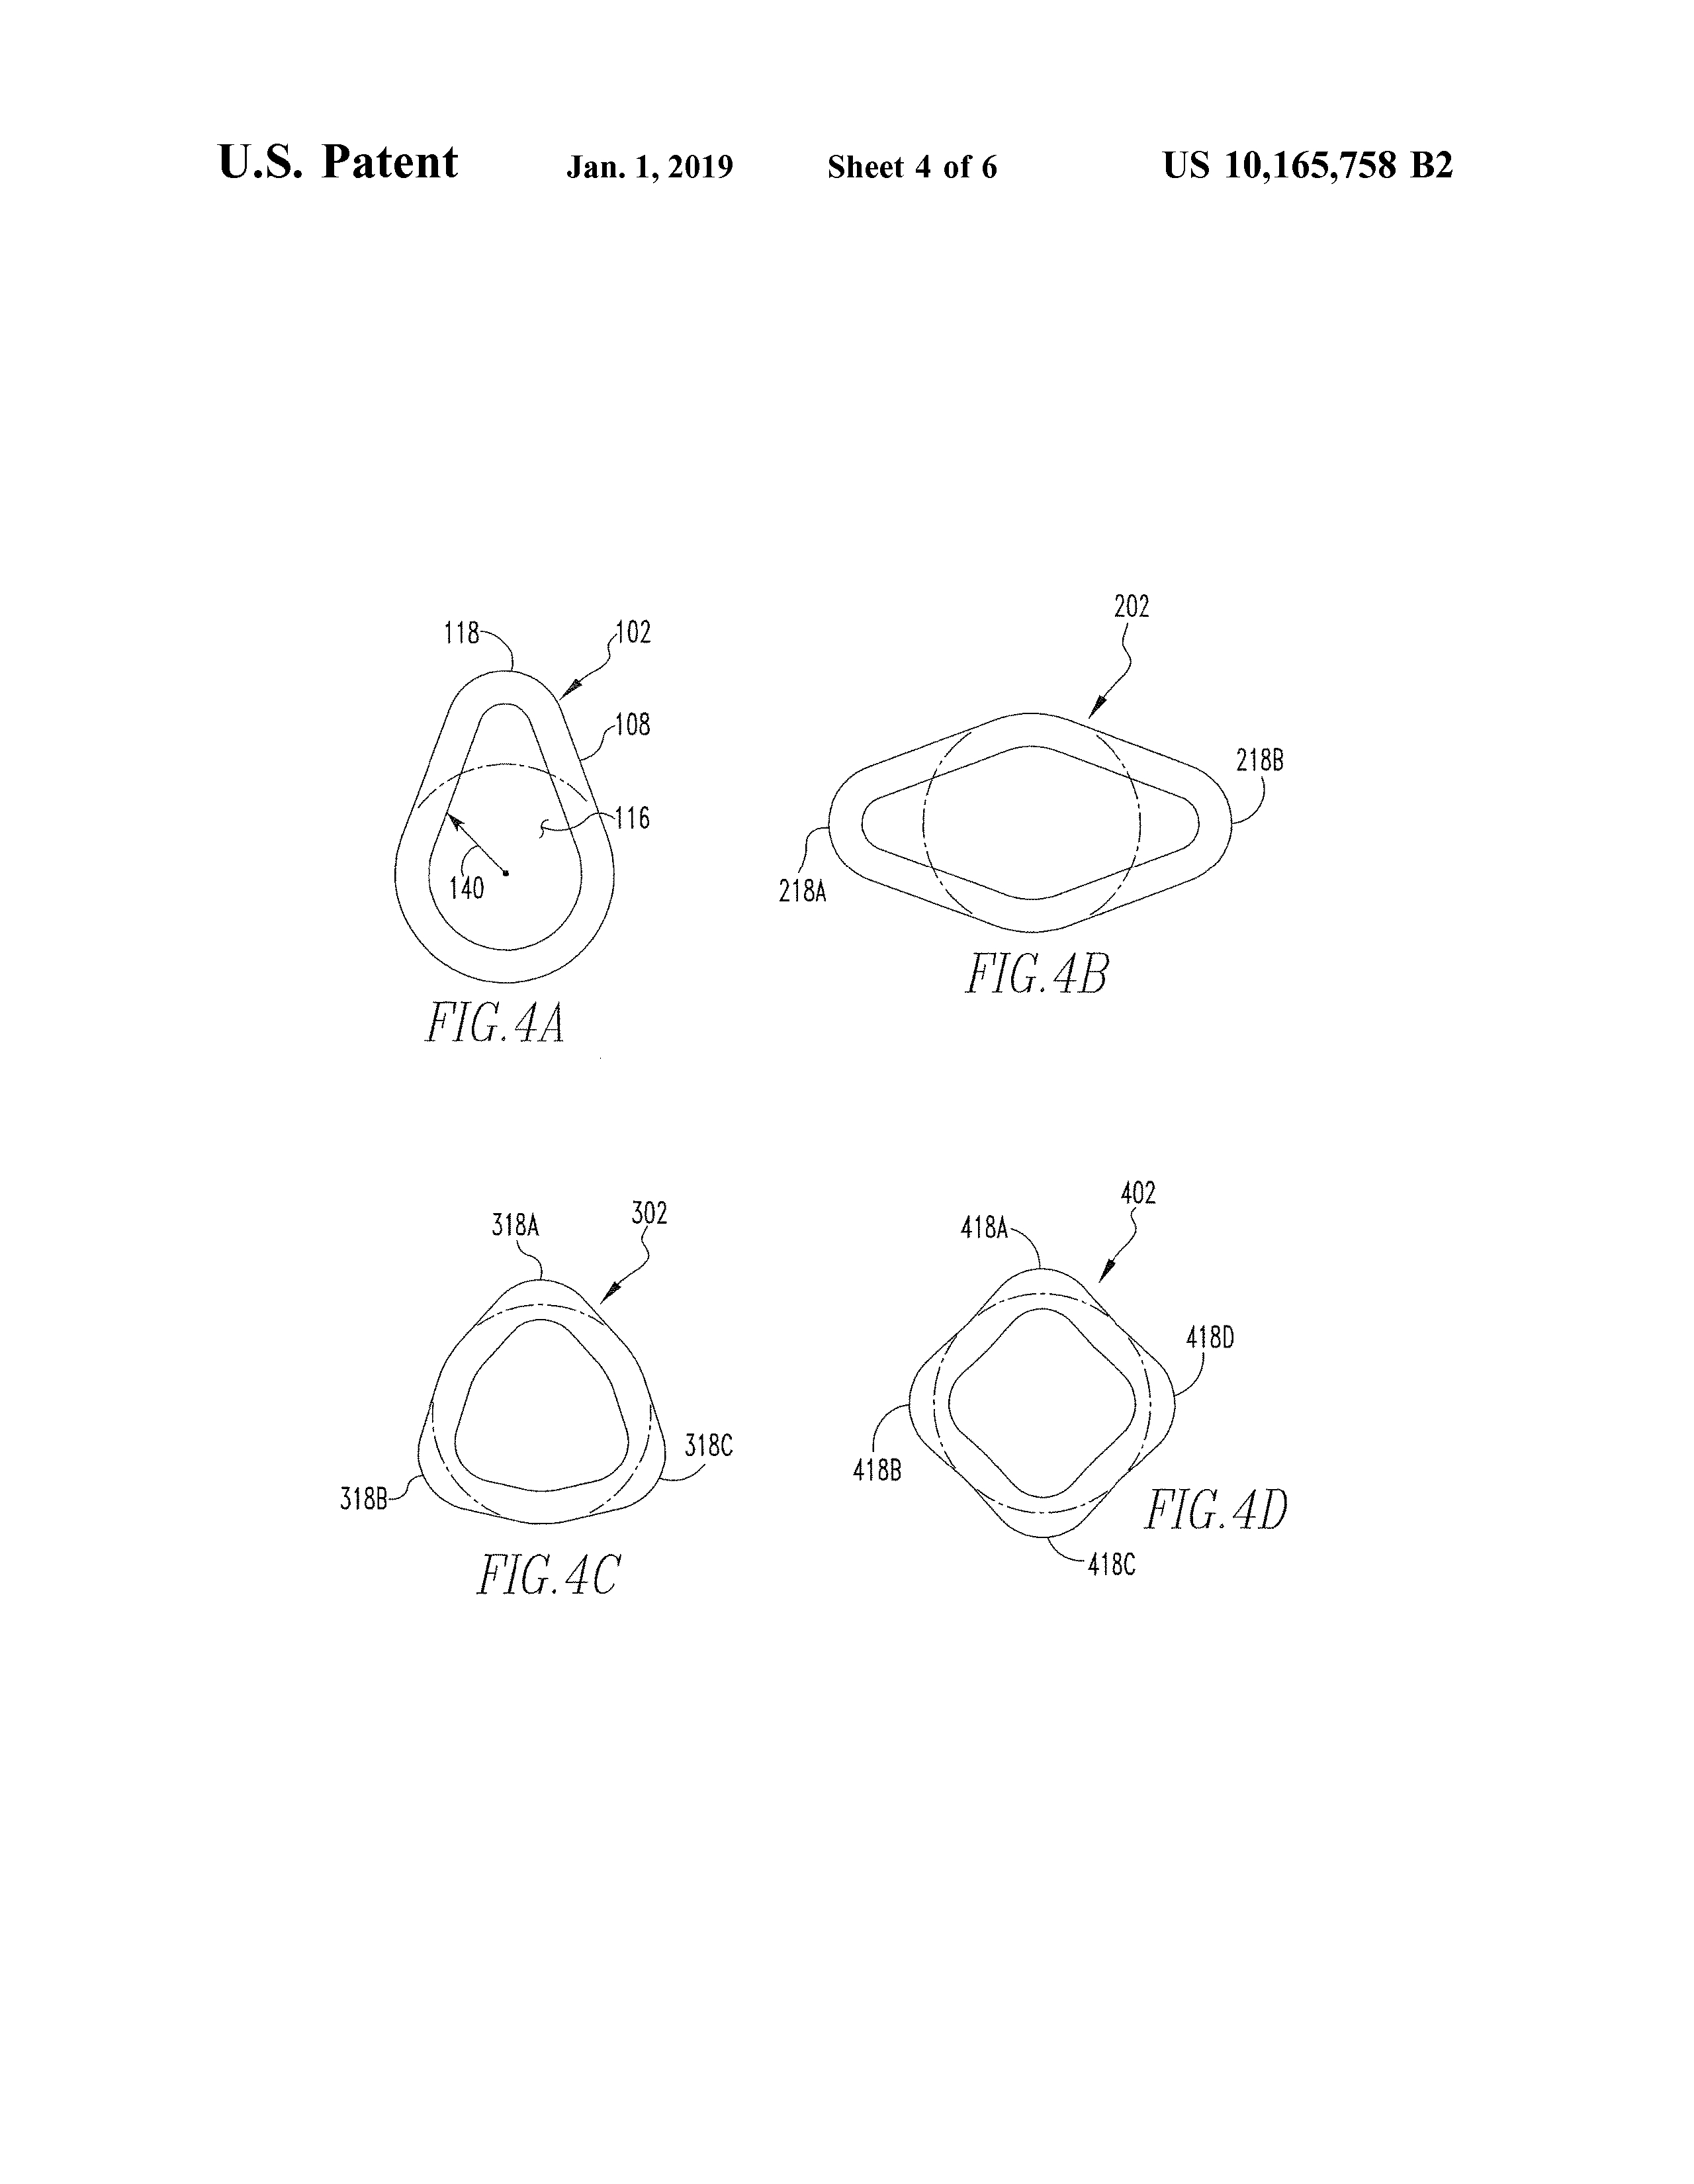 U.S. Patent Jan. 1, 2019 Sheet 4 of 6 US 10,165,758 B2
118 102
108
116
140
FIG.4A
202
218B
218A
FIG.4B
318A 302
318C
318B
FIG.4C
402
418A
418D
418B
418C
FIG.4D